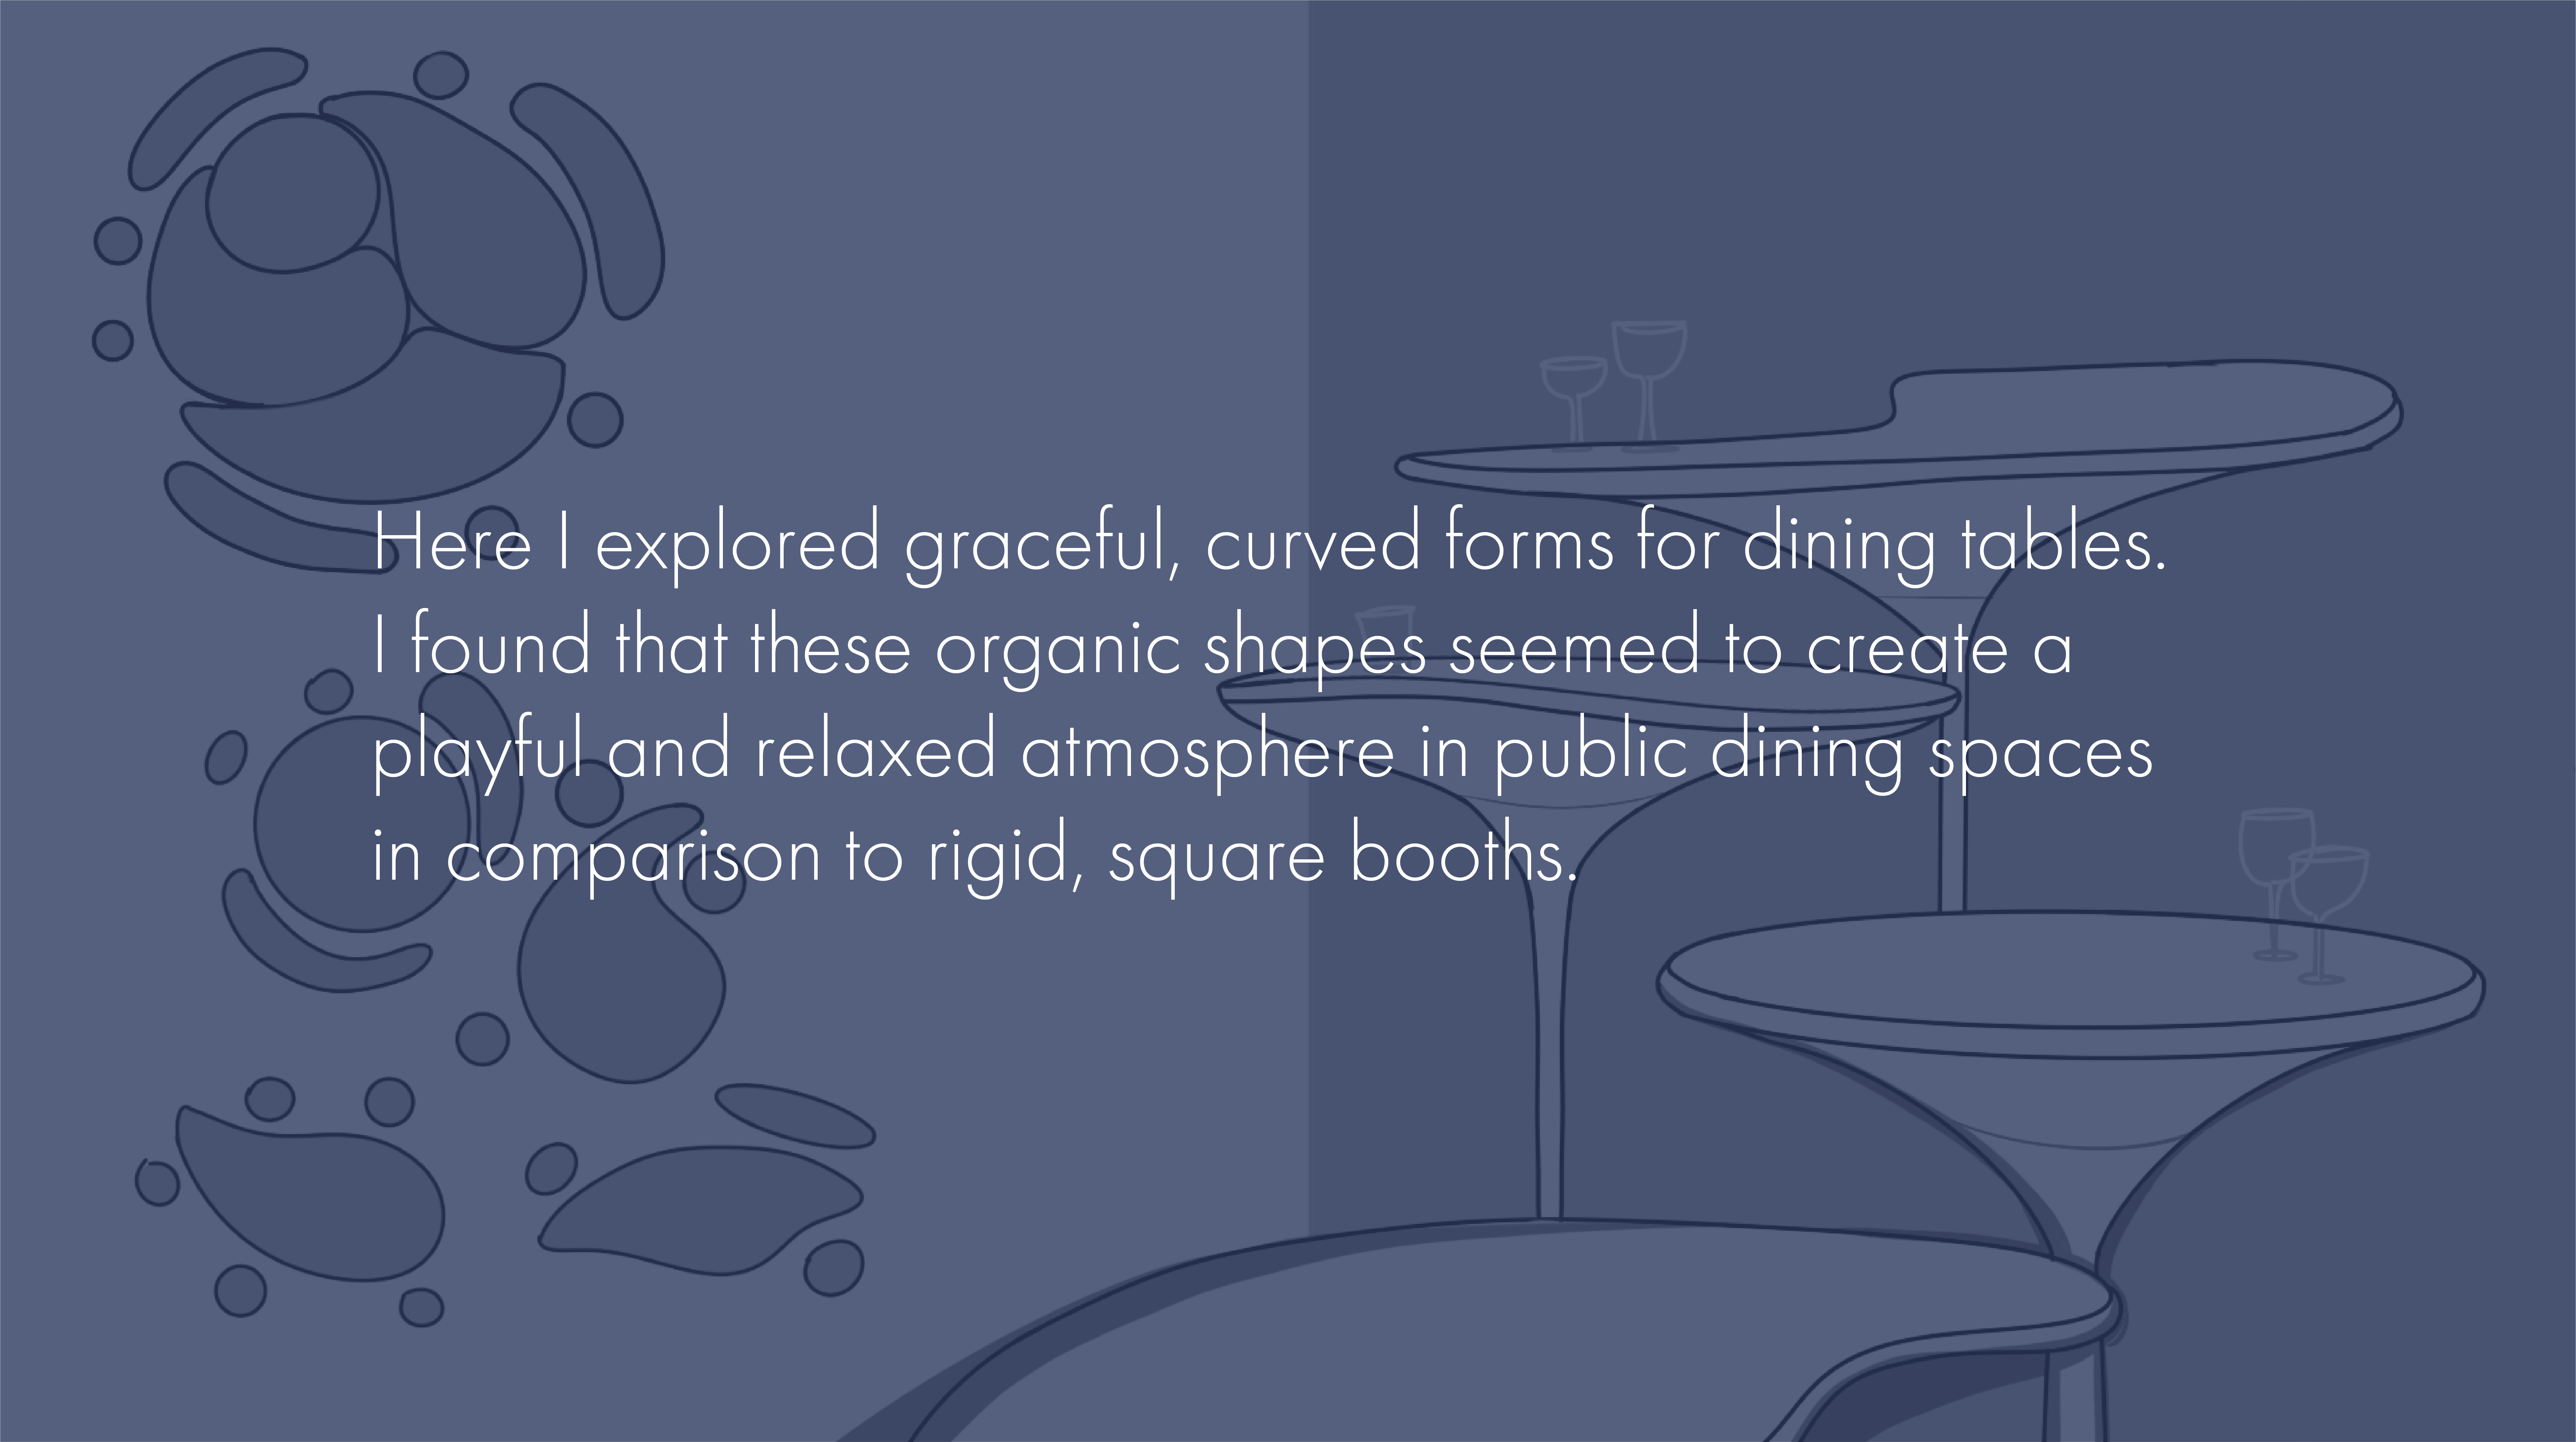 Here I explored graceful, curved forms for dining tables.
I found that these organic shapes seemed to create a
playful and relaxed atmosphere in public dining spaces
in comparison to rigid, square booths.